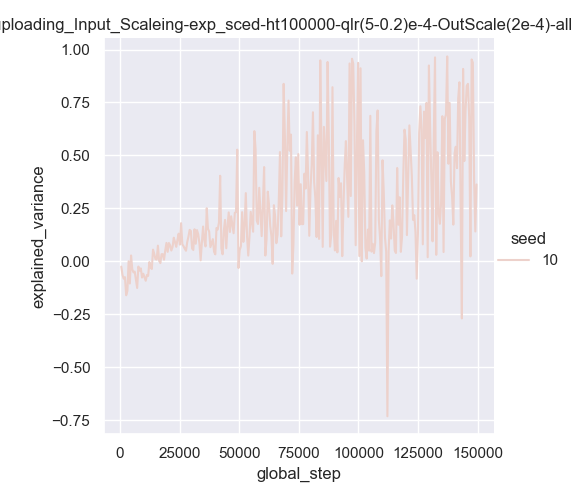 uploading_Input_Scaleing-exp_sced-ht100000-qlr(5-0.2)e-4-OutScale(2e-4)-all
1.00
0.75
0.50
0.25
0.00
−0.25
−0.50
−0.75
explained_variance
0 25000 50000 75000 100000 125000 150000
global_step
seed
10